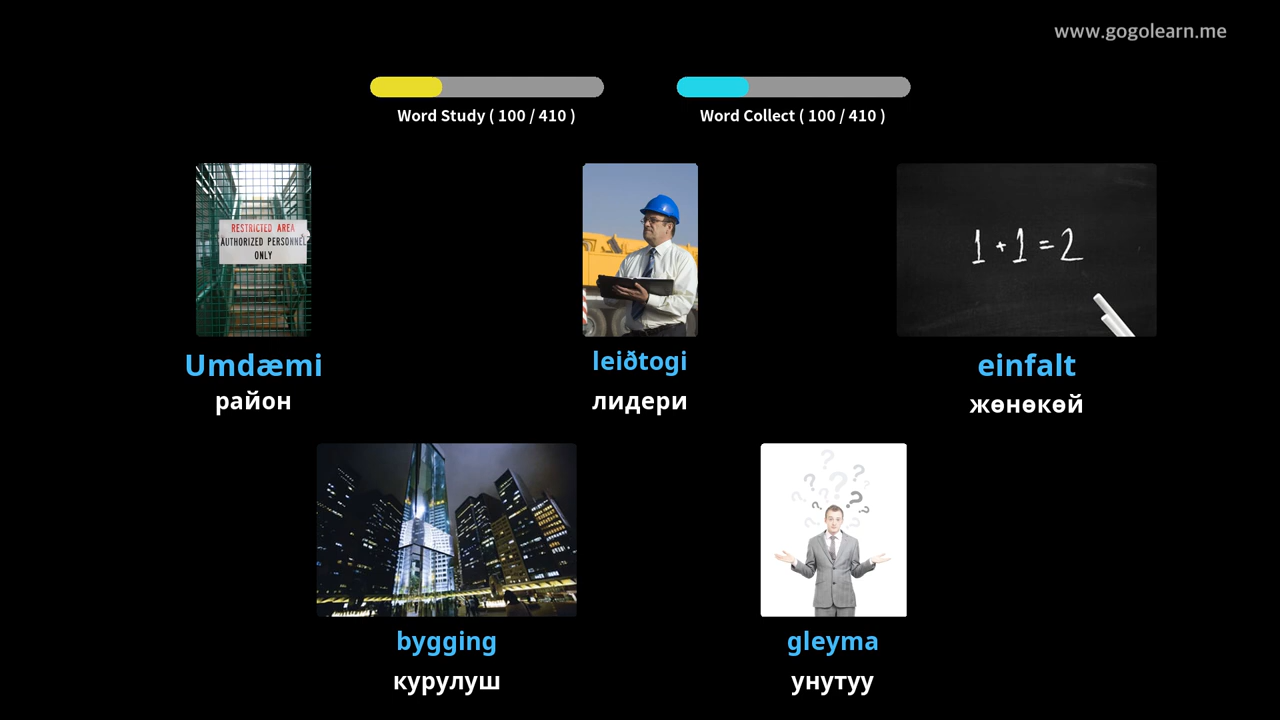 www.gogolearn.me
Word Study ( 100 / 410 )
Word Collect ( 100 / 410 )
RESTRICTED AREA
AUTHORIZED PERSONNEL
ONLY
1 + 1 = 2
Umdæmi
leiðtogi
einfalt
район
лидери
жөнөкөй
bygging
gleyma
курулуш
унутуу